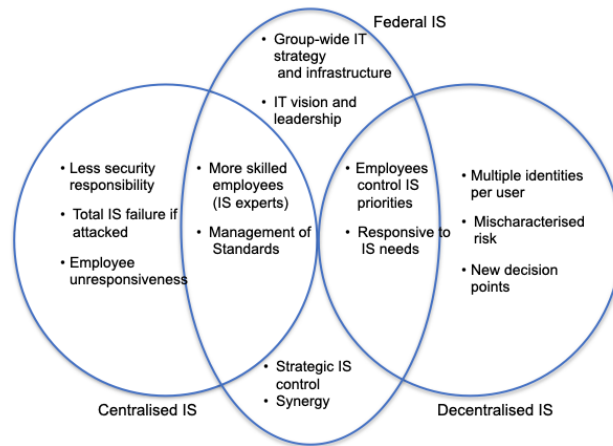 Federal IS
• Group-wide IT
strategy
and infrastructure
• IT vision and
leadership
• Less security
responsibility
• Total IS failure if
attacked
• Employee
unresponsiveness
• More skilled
employees
(IS experts)
• Management of
Standards
• Employees
control IS
priorities
• Responsive to
IS needs
• Multiple identities
per user
• Mischaracterised
risk
• New decision
points
• Strategic IS
control
• Synergy
Centralised IS
Decentralised IS